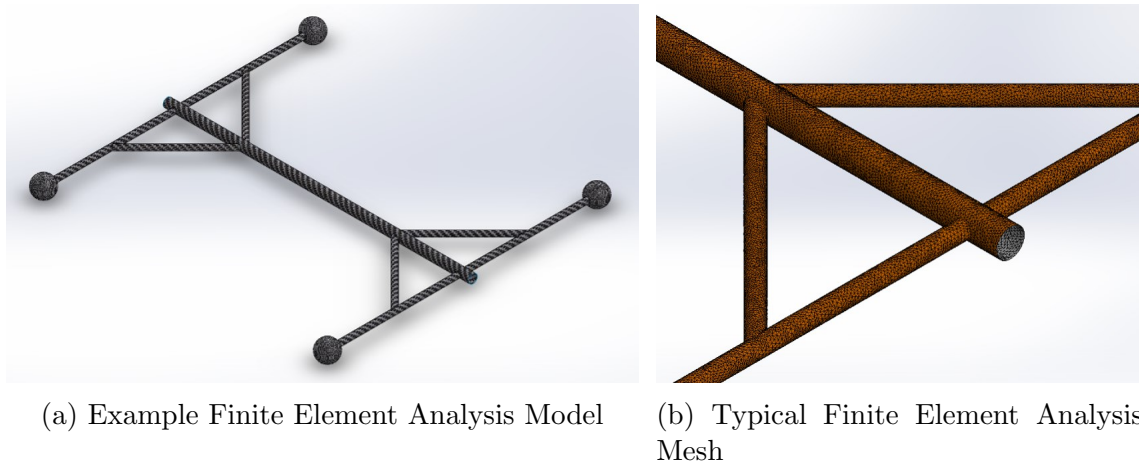 (a) Example Finite Element Analysis Model
(b) Typical Finite Element Analysis
Mesh